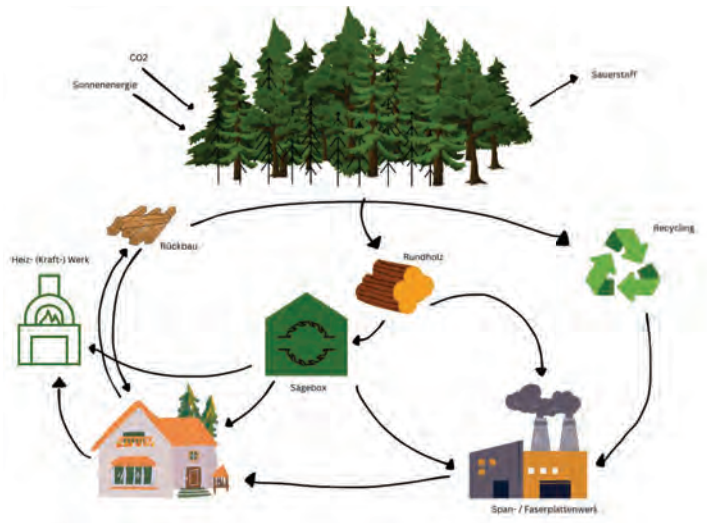 CO2
Sonnenenergie
Sauerstoff
Rückbau
Recycling
Heiz- (Kraft-) Werk
Rundholz
Sägebox
Span- / Faserplattenwerk